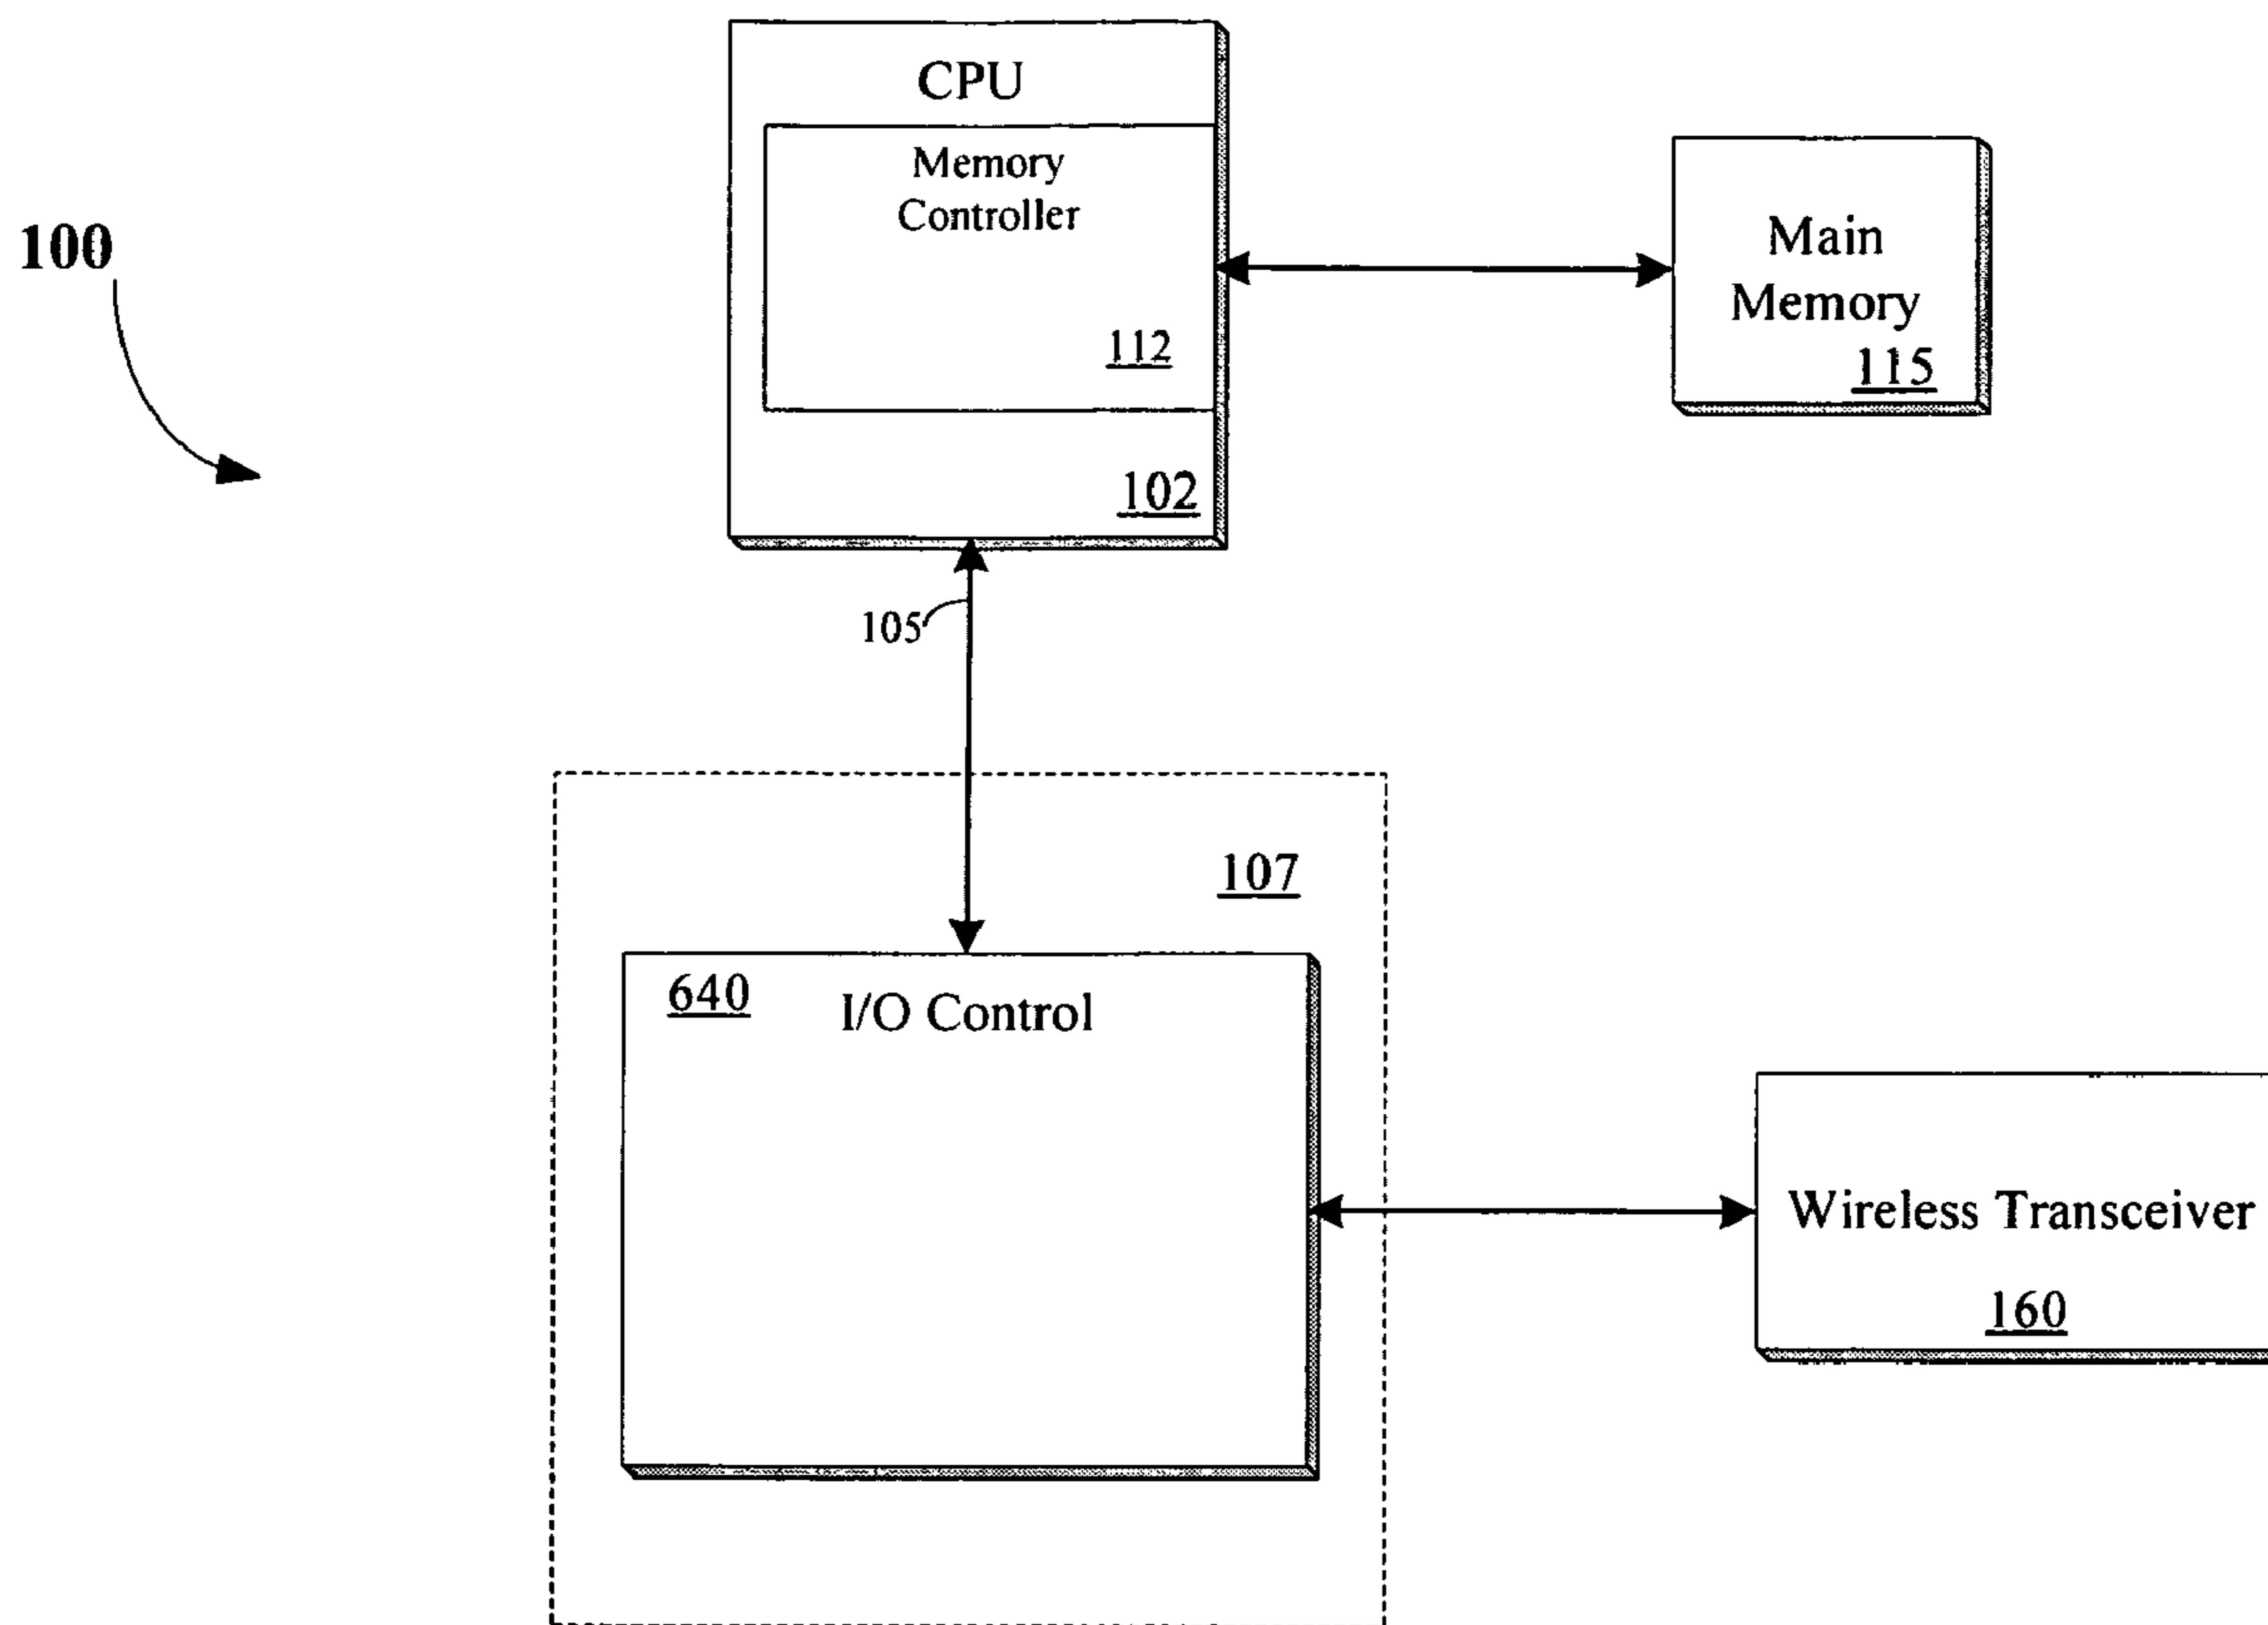 CPU
Memory
Controller
112
102
100
Main
Memory
115
105
107
640
I/O Control
Wireless Transceiver
160